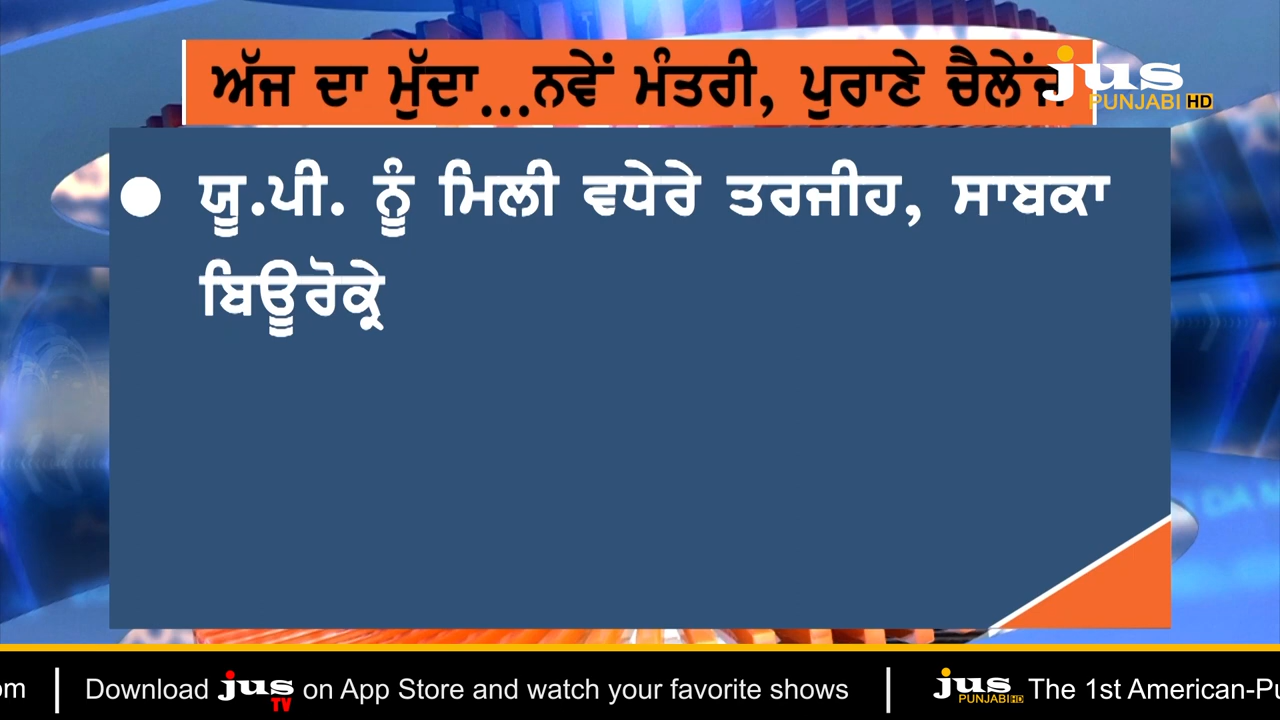 ਅੱਜ ਦਾ ਮੁੱਦਾ...ਨਵੇਂ ਮੰਤਰੀ, ਪੁਰਾਣੇ ਚੈਲੇਂਜ
jus
PUNJABI HD
ਯੂ.ਪੀ. ਨੂੰ ਮਿਲੀ ਵਧੇਰੇ ਤਰਜੀਹ, ਸਾਬਕਾ
ਬਿਊਰੋਕ੍ਰੇ
om | Download jus TV on App Store and watch your favorite shows | jus PUNJABI HD The 1st American-Pu